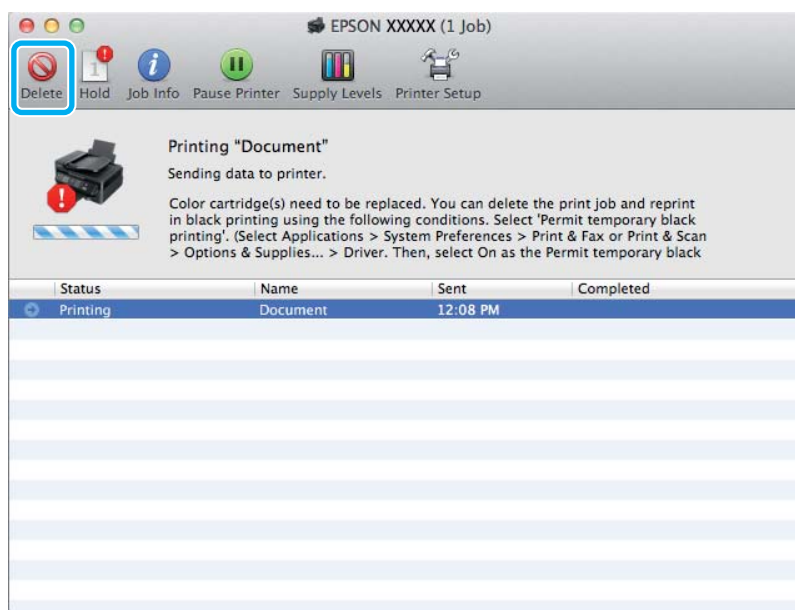 EPSON XXXXX (1 Job)
1
Delete Hold Job Info Pause Printer Supply Levels Printer Setup
Printing "Document"
Sending data to printer.
Color cartridge(s) need to be replaced. You can delete the print job and reprint
in black printing using the following conditions. Select 'Permit temporary black
printing'. (Select Applications > System Preferences > Print & Fax or Print & Scan
> Options & Supplies... > Driver. Then, select On as the Permit temporary black
Status Name Sent Completed
Printing Document 12:08 PM